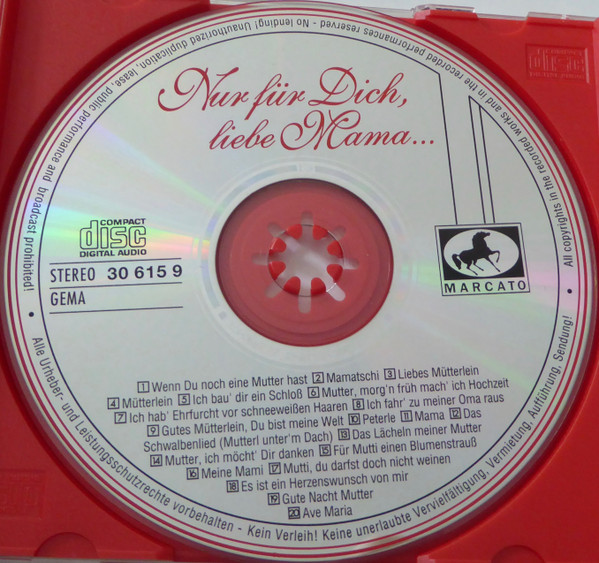 Nur für Dich,
liebe Mama...
COMPACT
disc
DIGITAL AUDIO
STEREO 30 615 9
GEMA
MARCATO
1 Wenn Du noch eine Mutter hast 2 Mamatschi 3 Liebes Mütterlein
4 Mütterlein 5 Ich bau' dir ein Schloß 6 Mutter, morg'n früh mach' ich Hochzeit
7 Ich hab' Ehrfurcht vor schneeweißen Haaren 8 Ich fahr' zu meiner Oma raus
9 Gutes Mütterlein, Du bist meine Welt 10 Peterle 11 Mama 12 Das
Schwalbenlied (Mutterl unter'm Dach) 13 Das Lächeln meiner Mutter
14 Mutter, ich möcht' Dir danken 15 Für Mutti einen Blumenstrauß
16 Meine Mami 17 Mutti, du darfst doch nicht weinen
18 Es ist ein Herzenswunsch von mir
19 Gute Nacht Mutter
20 Ave Maria
· All copyrights in the recorded works and in the recorded performances reserved - No lending! Unauthorized duplication, lease, public performance and broadcast prohibited!
· Alle Urheber- und Leistungsschutzrechte vorbehalten - Kein Verleih! Keine unerlaubte Vervielfältigung, Vermietung, Aufführung, Sendung!